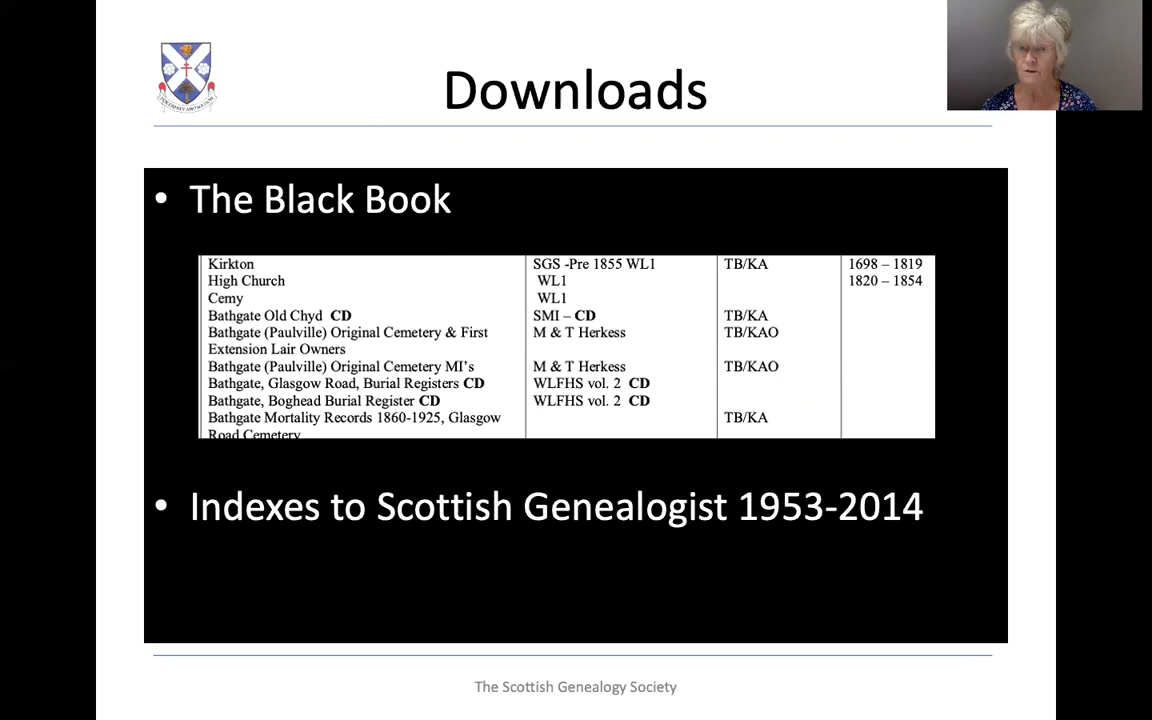 Downloads
• The Black Book
Kirkton SGS -Pre 1855 WL1 TB/KA 1698 – 1819
High Church WL1 1820 – 1854
Cemy WL1
Bathgate Old Chyd CD SMI – CD TB/KA
Bathgate (Paulville) Original Cemetery & First M & T Herkess TB/KAO
Extension Lair Owners
Bathgate (Paulville) Original Cemetery MI’s M & T Herkess TB/KAO
Bathgate, Glasgow Road, Burial Registers CD WLFHS vol. 2 CD
Bathgate, Boghead Burial Register CD WLFHS vol. 2 CD
Bathgate Mortality Records 1860-1925, Glasgow TB/KA
Road Cemetery
• Indexes to Scottish Genealogist 1953-2014
The Scottish Genealogy Society